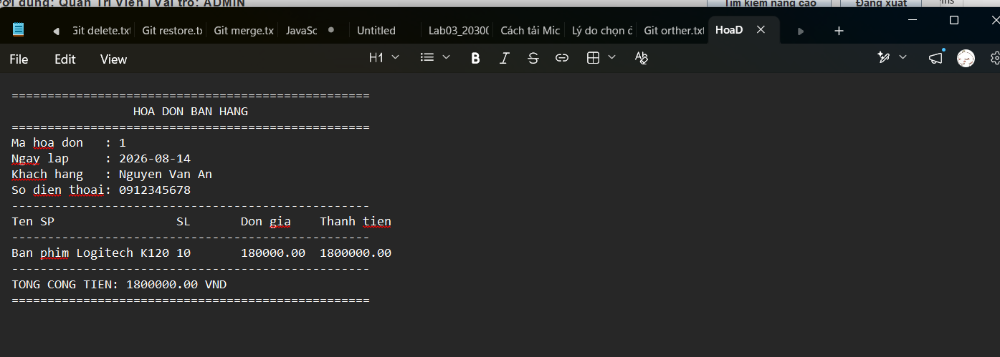 dùng: Quản Trị Viên | Vai trò: ADMIN
Tìm kiếm nâng cao
Đăng xuất
Git delete.txt
Git restore.tx
Git merge.tx
JavaSc
Untitled
Lab03_2030
Cách tải Mic
Lý do chọn đ
Git orther.txt
HoaD
File
Edit
View
H1
==================================================
HOA DON BAN HANG
==================================================
Ma hoa don : 1
Ngay lap : 2026-08-14
Khach hang : Nguyen Van An
So dien thoai: 0912345678
--------------------------------------------------
Ten SP SL Don gia Thanh tien
--------------------------------------------------
Ban phim Logitech K120 10 180000.00 1800000.00
--------------------------------------------------
TONG CONG TIEN: 1800000.00 VND
==================================================